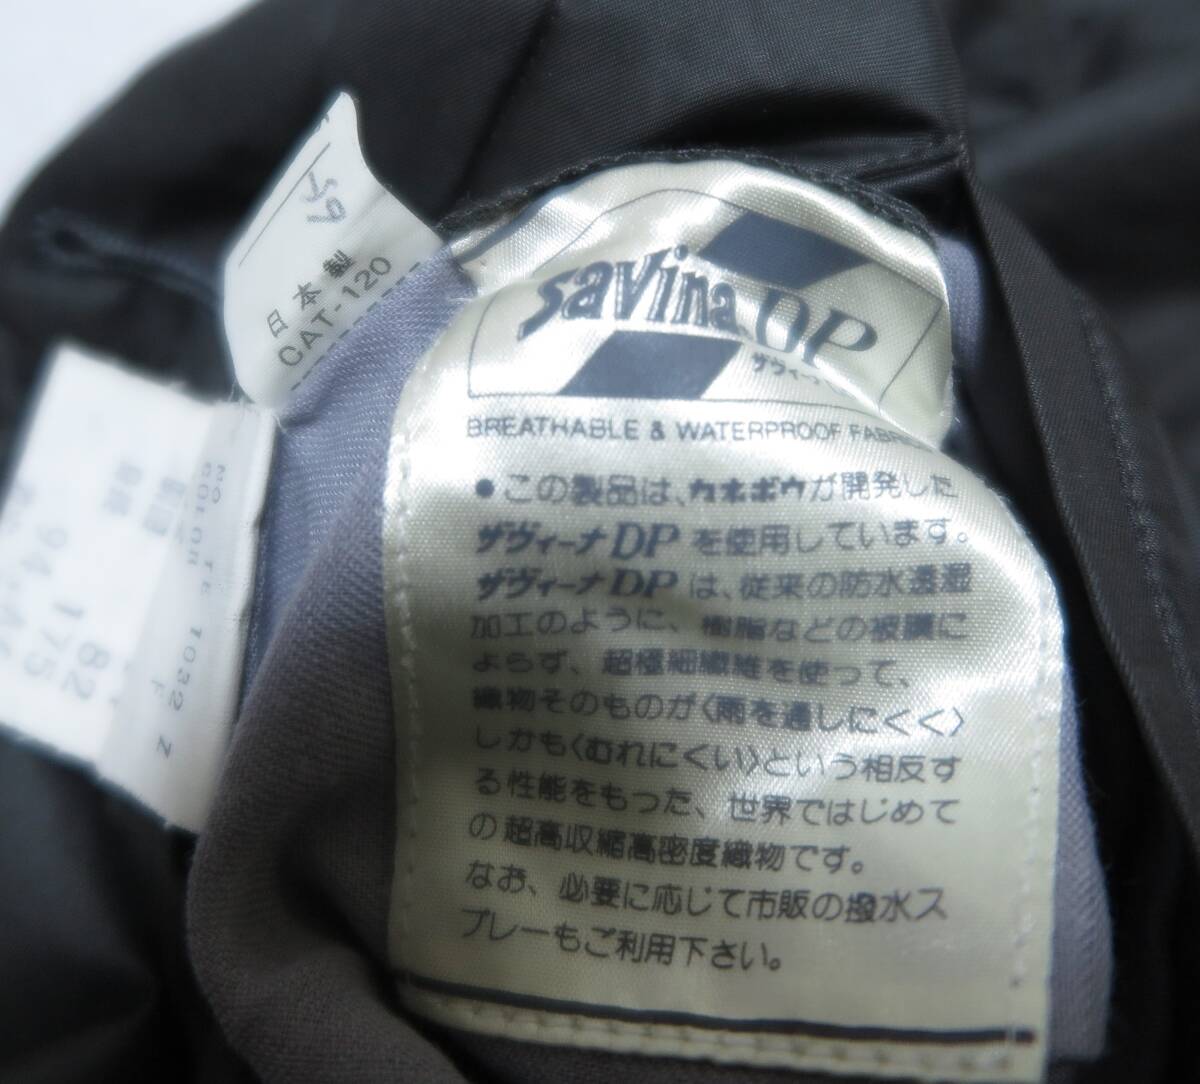 日本製
CAT-120
savina DP
ザヴィーナ
BREATHABLE & WATERPROOF
•この製品は、カネボウが開発した
ザヴィーナDPを使用しています。
ザヴィーナDPは、従来の防水透湿
加工のように、樹脂などの被膜に
よらず、超極細繊維を使って、
織物そのものが〈雨を通しにくく〉
しかも〈むれにくい〉という相反す
る性能をもった、世界ではじめて
の超高収縮高密度織物です。
なお、必要に応じて市販の撥水ス
プレーもご利用下さい。
COLOR TE 7032 Z
F
82
175